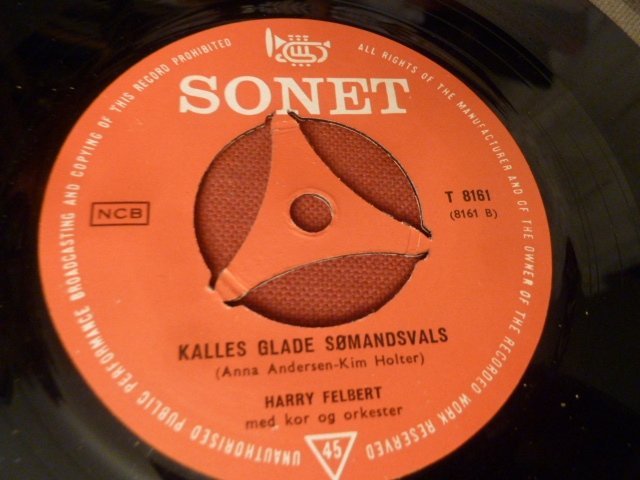 SONET
T 8161
(8161 B)
NCB
KALLES GLADE SØMANDSVALS
(Anna Andersen-Kim Holter)
HARRY FELBERT
med kor og orkester
45
ALL RIGHTS OF THE MANUFACTURER AND OF THE OWNER OF THE RECORDED WORK RESERVED
UNAUTHORISED PUBLIC PERFORMANCE BROADCASTING AND COPYING OF THIS RECORD PROHIBITED